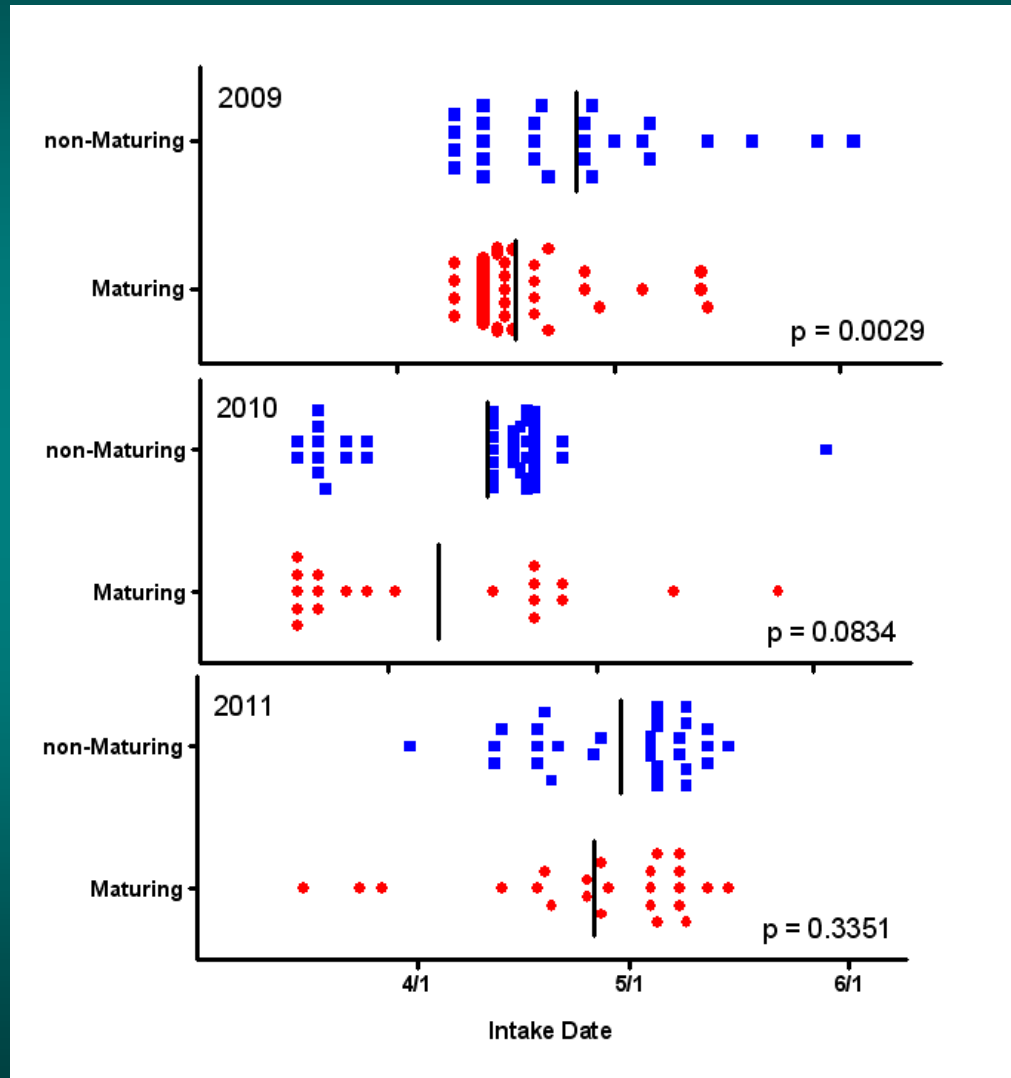 2009
non-Maturing
Maturing
p = 0.0029
2010
non-Maturing
Maturing
p = 0.0834
2011
non-Maturing
Maturing
p = 0.3351
4/1 5/1 6/1
Intake Date